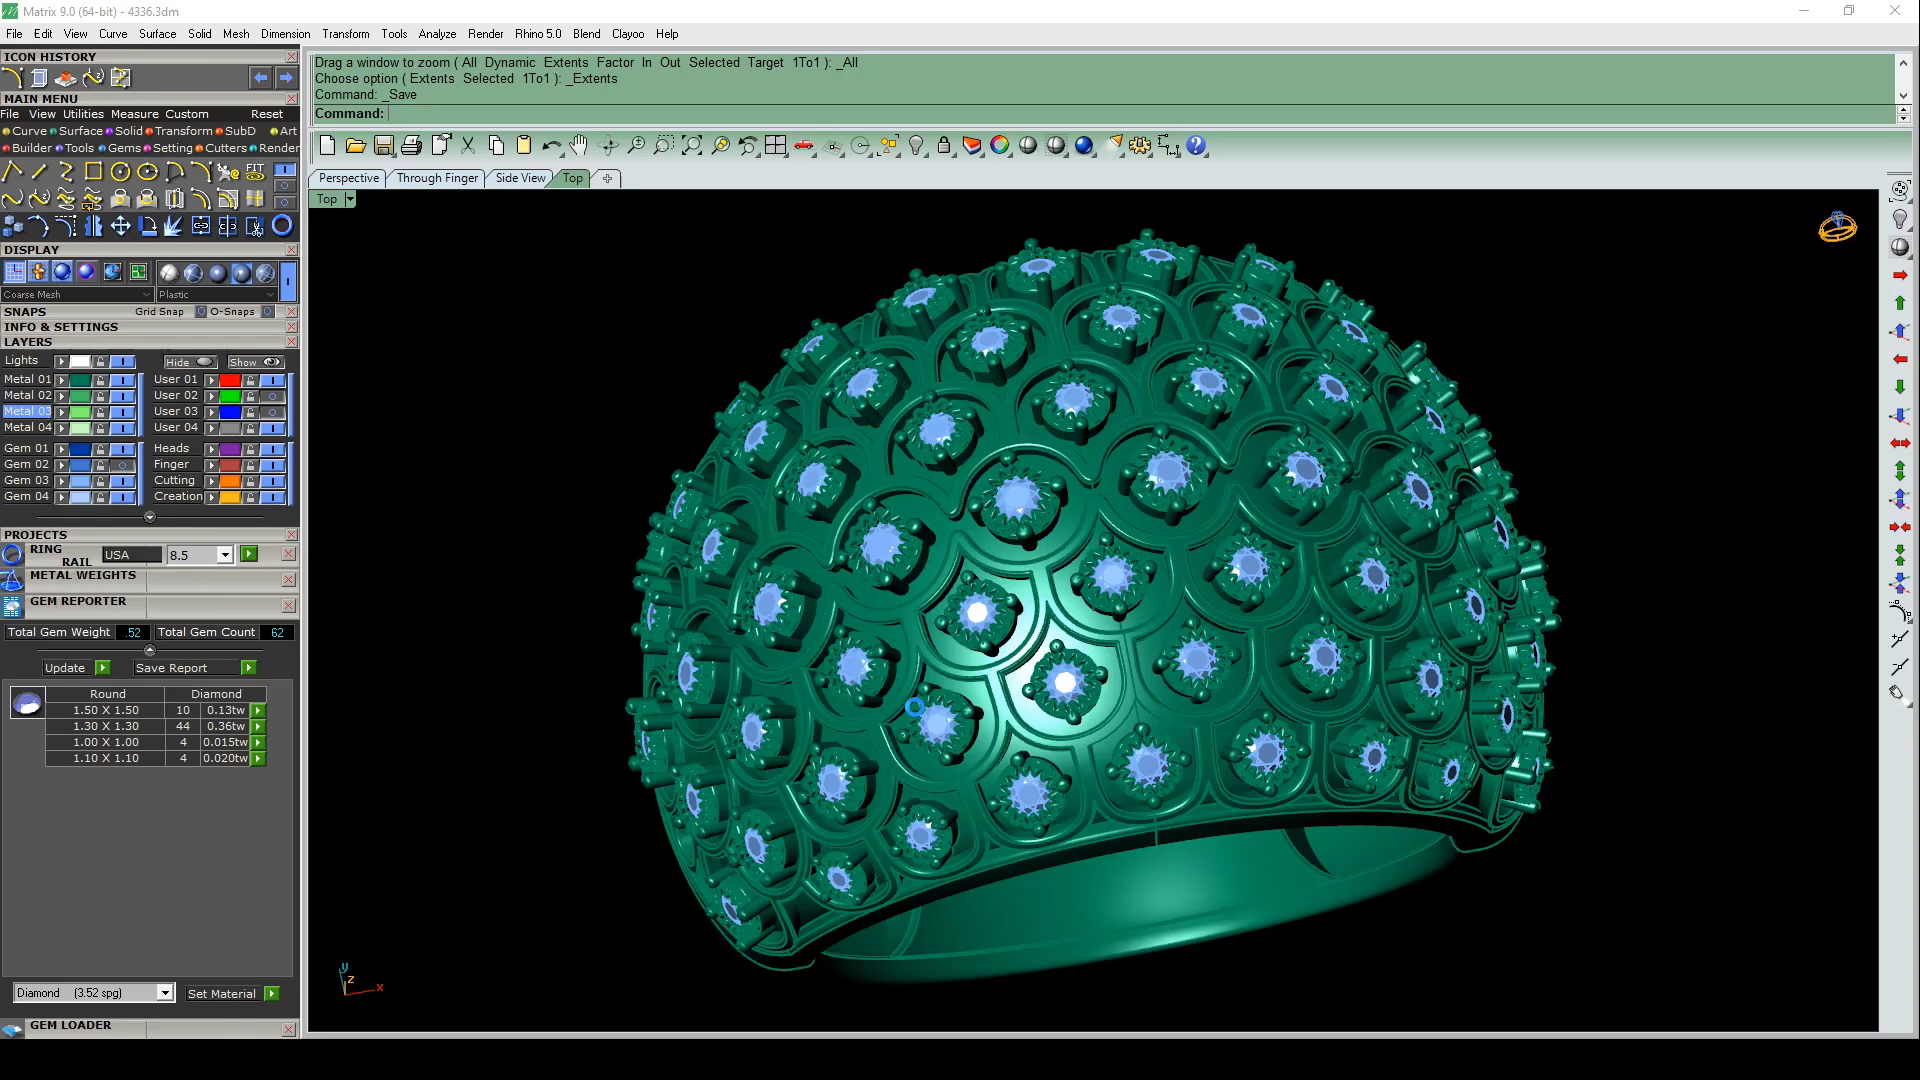 Matrix 9.0 (64-bit) - 4336.3dm
File Edit View Curve Surface Solid Mesh Dimension Transform Tools Analyze Render Rhino 5.0 Blend Clayoo Help
ICON HISTORY
MAIN MENU
File View Utilities Measure Custom Reset
Curve Surface Solid Transform SubD Art
Builder Tools Gems Setting Cutters Render
FIT
DISPLAY
Coarse Mesh Plastic
SNAPS Grid Snap O-Snaps
INFO & SETTINGS
LAYERS
Lights Hide Show
Metal 01 User 01
Metal 02 User 02
Metal 03 User 03
Metal 04 User 04
Gem 01 Heads
Gem 02 Finger
Gem 03 Cutting
Gem 04 Creation
PROJECTS
RING RAIL USA 8.5
METAL WEIGHTS
GEM REPORTER
Total Gem Weight .52 Total Gem Count 62
Update Save Report
Round Diamond
1.50 X 1.50 10 0.13tw
1.30 X 1.30 44 0.36tw
1.00 X 1.00 4 0.015tw
1.10 X 1.10 4 0.020tw
Diamond (3.52 spg) Set Material
GEM LOADER
Drag a window to zoom ( All Dynamic Extents Factor In Out Selected Target 1To1 ): _All
Choose option ( Extents Selected 1To1 ): _Extents
Command: _Save
Command:
Perspective Through Finger Side View Top
Top
y
z
x